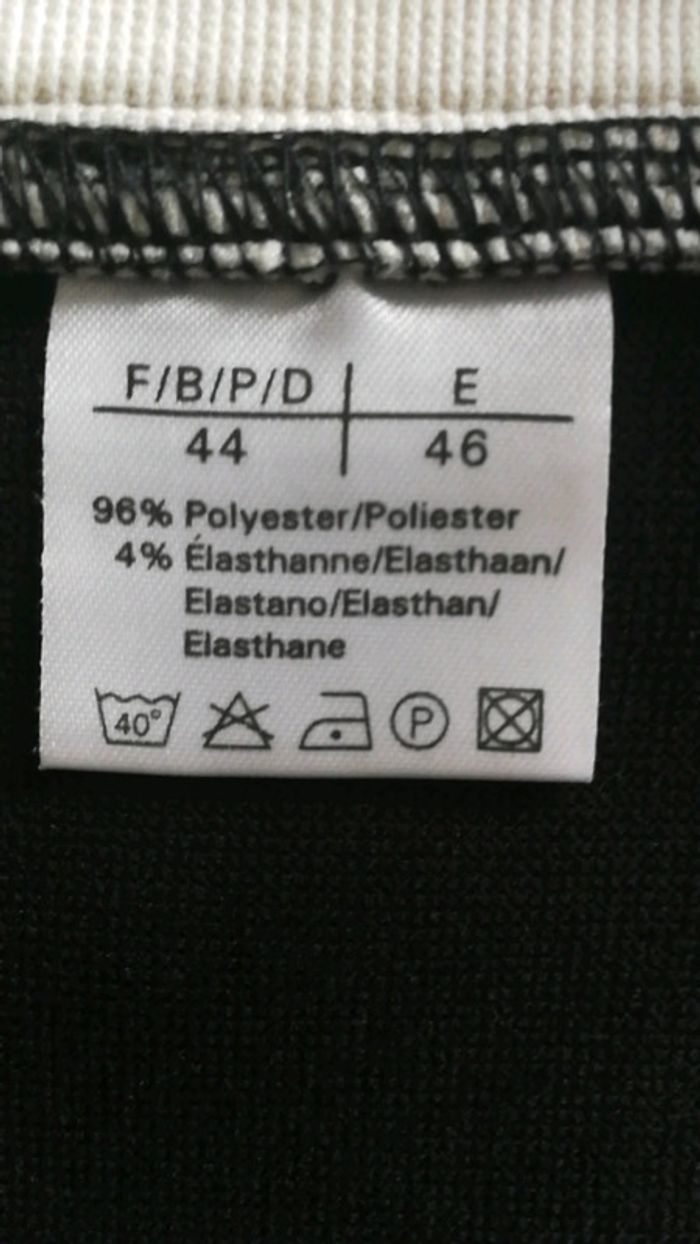 F/B/P/D E
44 46
96% Polyester/Poliester
4% Élasthanne/Elasthaan/
Elastano/Elasthan/
Elasthane
40° P